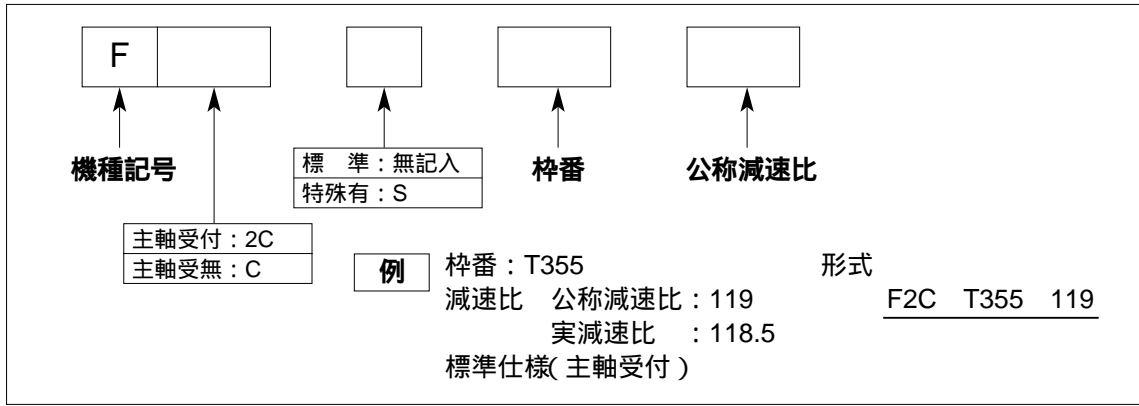 F
機種記号
標 準：無記入
特殊有：S
枠番
公称減速比
主軸受付：2C
主軸受無：C
例
枠番：T355
形式
減速比 公称減速比：119
F2C T355 119
実減速比 ：118.5
標準仕様(主軸受付)